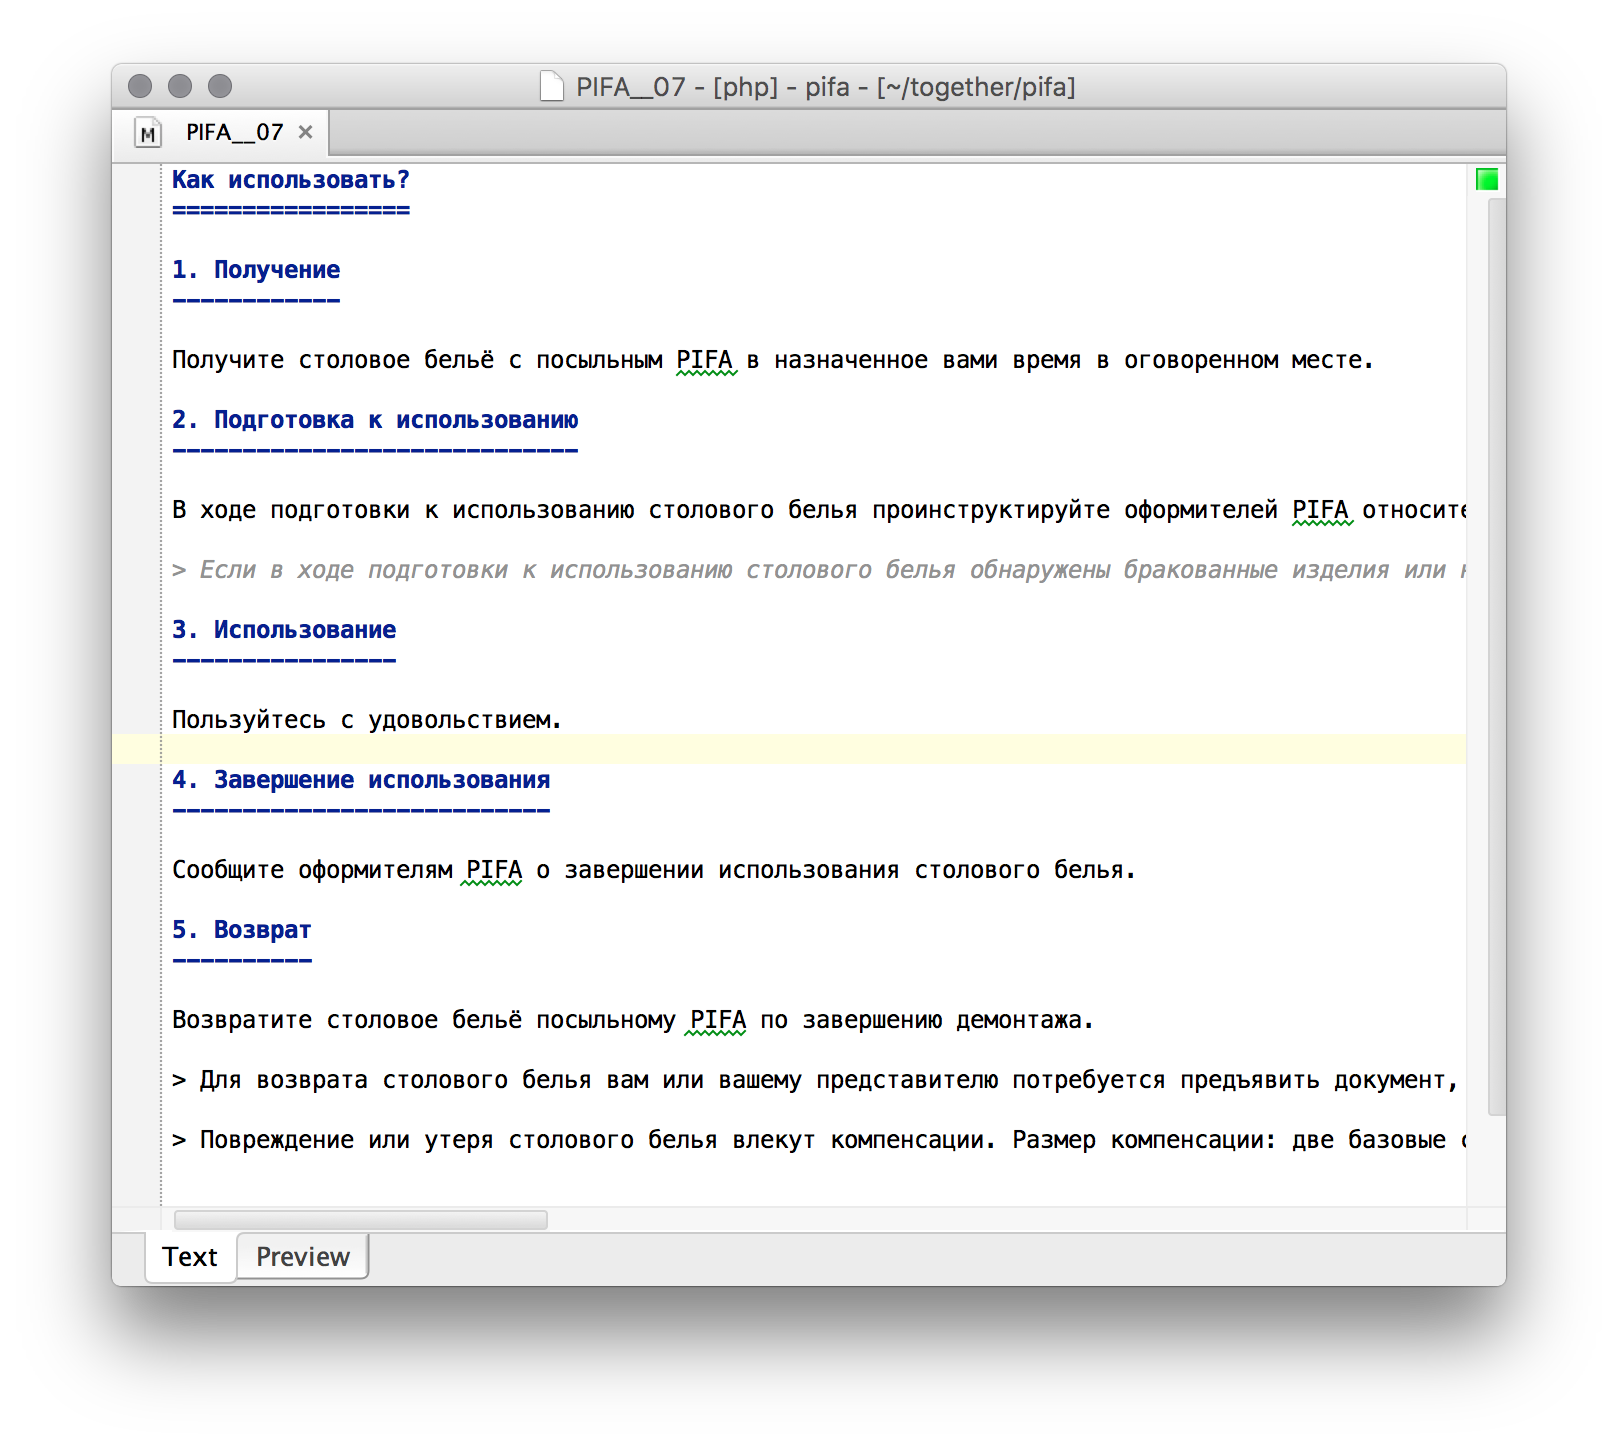 PIFA__07 - [php] - pifa - [~/together/pifa]
PIFA__07
Как использовать?
=================
1. Получение
------------
Получите столовое бельё с посыльным PIFA в назначенное вами время в оговоренном месте.
2. Подготовка к использованию
-----------------------------
В ходе подготовки к использованию столового белья проинструктируйте оформителей PIFA
> Если в ходе подготовки к использованию столового белья обнаружены бракованные изделия или
3. Использование
----------------
Пользуйтесь с удовольствием.
4. Завершение использования
---------------------------
Сообщите оформителям PIFA о завершении использования столового белья.
5. Возврат
----------
Возвратите столовое бельё посыльному PIFA по завершению демонтажа.
> Для возврата столового белья вам или вашему представителю потребуется предъявить документ,
> Повреждение или утеря столового белья влекут компенсации. Размер компенсации: две базовые
Text Preview